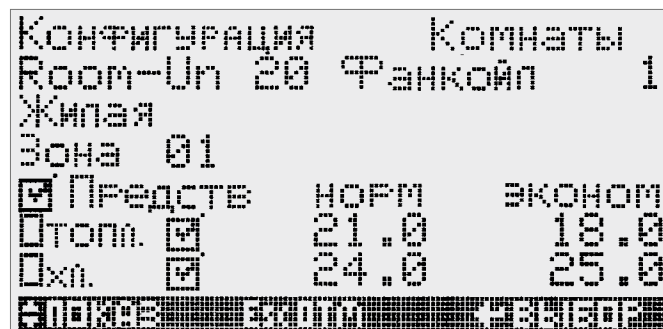 Конфигурация Комнаты
Room-Un 20 Фанкойл 1
Жилая
Зона 01
Предств норм эконом
топл. 21.0 18.0
хл. 24.0 25.0